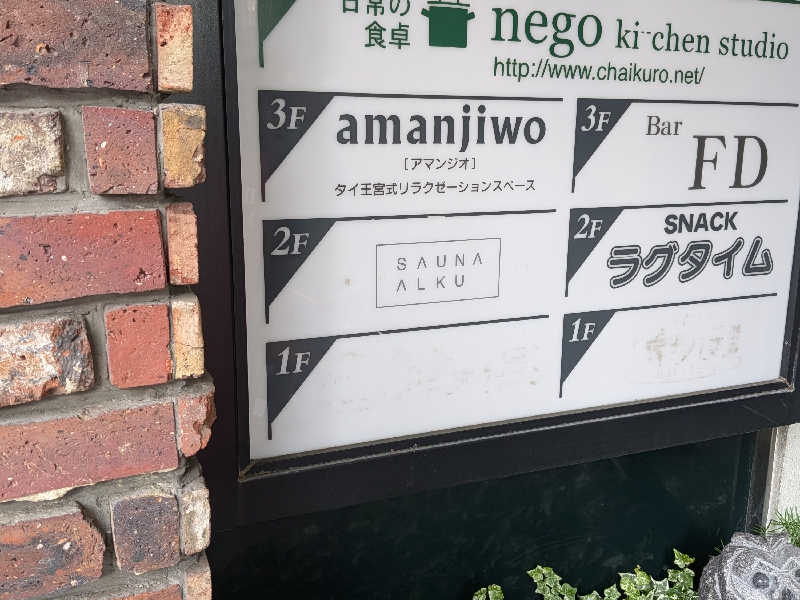 日常の
食卓
nego ki chen studio
http://www.chaikuro.net/
3F
amanjiwo
[アマンジオ]
タイ王宮式リラクゼーションスペース
3F
Bar
FD
2F
SAUNA
ALKU
2F
SNACK
ラグタイム
1F
1F